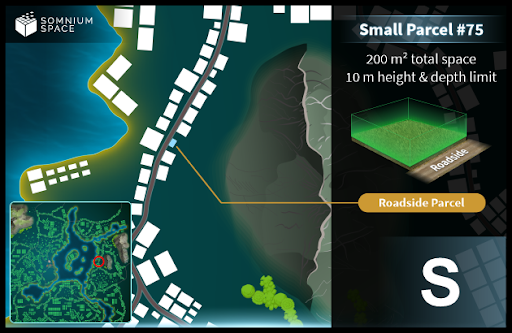 SOMNIUM
SPACE
Small Parcel #75
200 m² total space
10 m height & depth limit
Roadside
Roadside Parcel
S